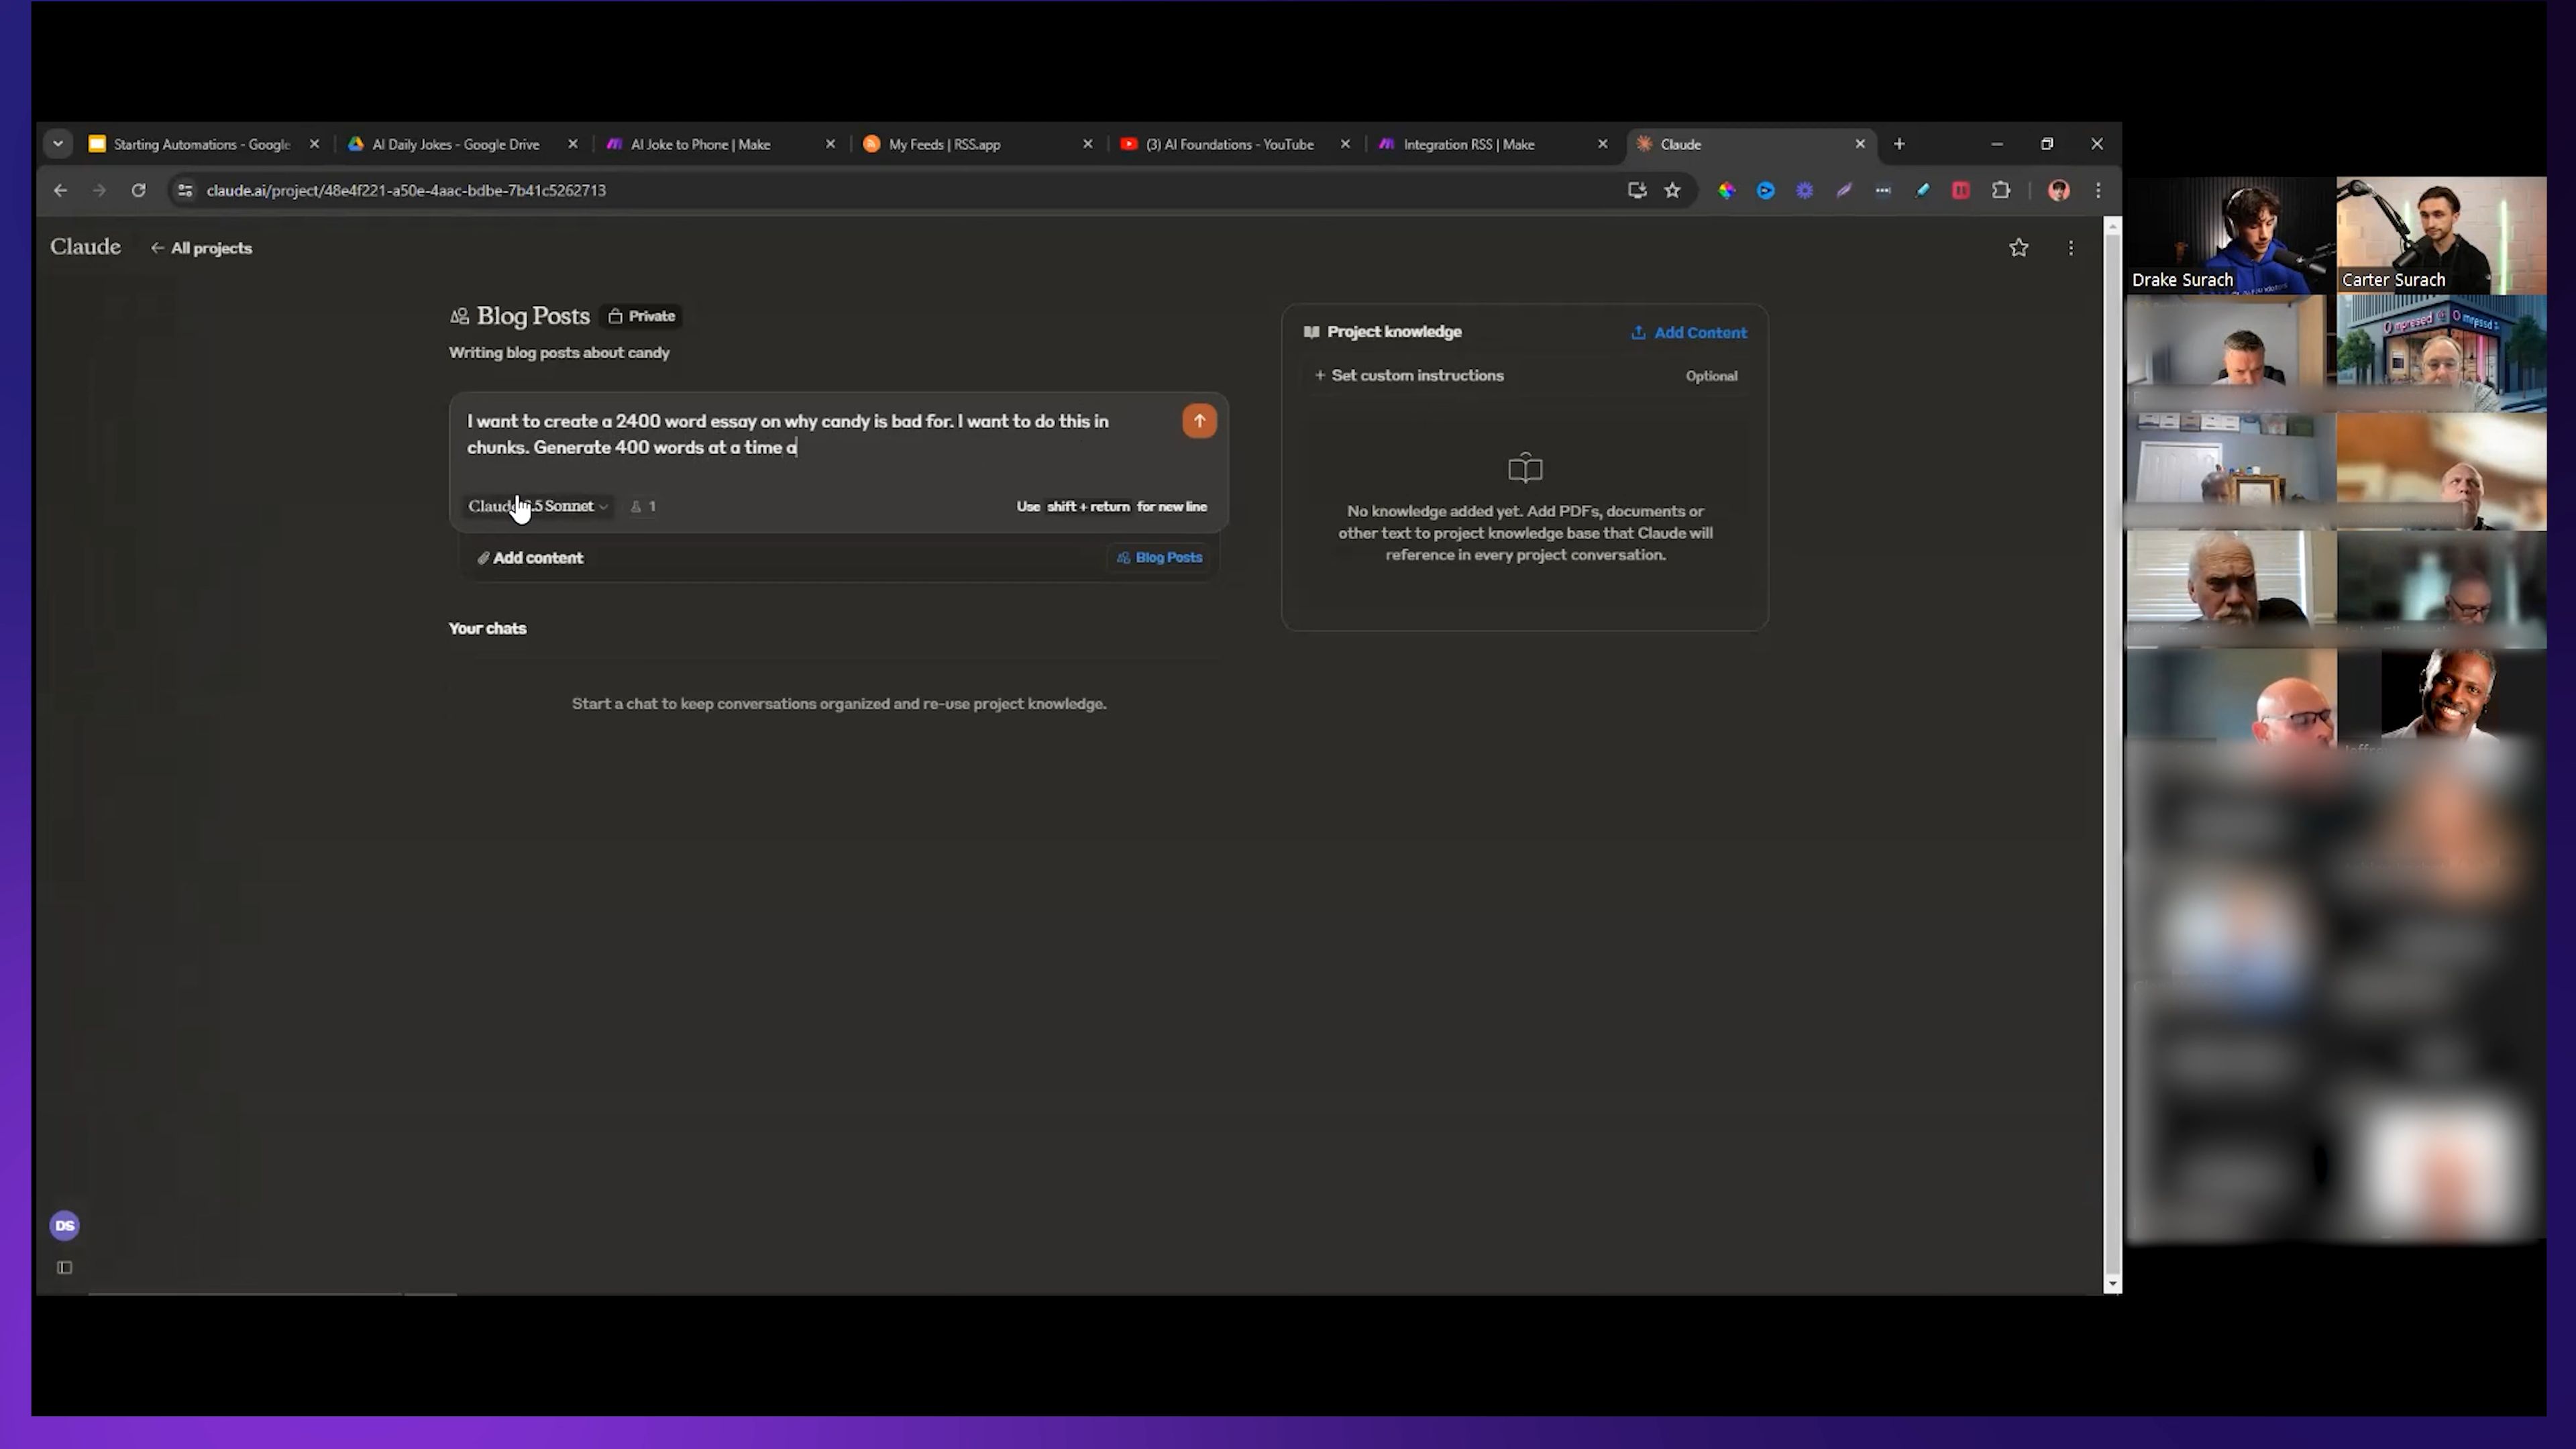 Starting Automations - Google
AI Daily Jokes - Google Drive
AI Joke to Phone | Make
My Feeds | RSS.app
(3) AI Foundations - YouTube
Integration RSS | Make
Claude
claude.ai/project/48e4f221-a50e-4aac-bdbe-7b41c5262713
Claude
All projects
Blog Posts
Private
Writing blog posts about candy
I want to create a 2400 word essay on why candy is bad for. I want to do this in
chunks. Generate 400 words at a time a
Claude .5 Sonnet
1
Use shift + return for new line
Add content
Blog Posts
Your chats
Start a chat to keep conversations organized and re-use project knowledge.
Project knowledge
Add Content
+ Set custom instructions
Optional
No knowledge added yet. Add PDFs, documents or
other text to project knowledge base that Claude will
reference in every project conversation.
DS
Drake Surach
Carter Surach